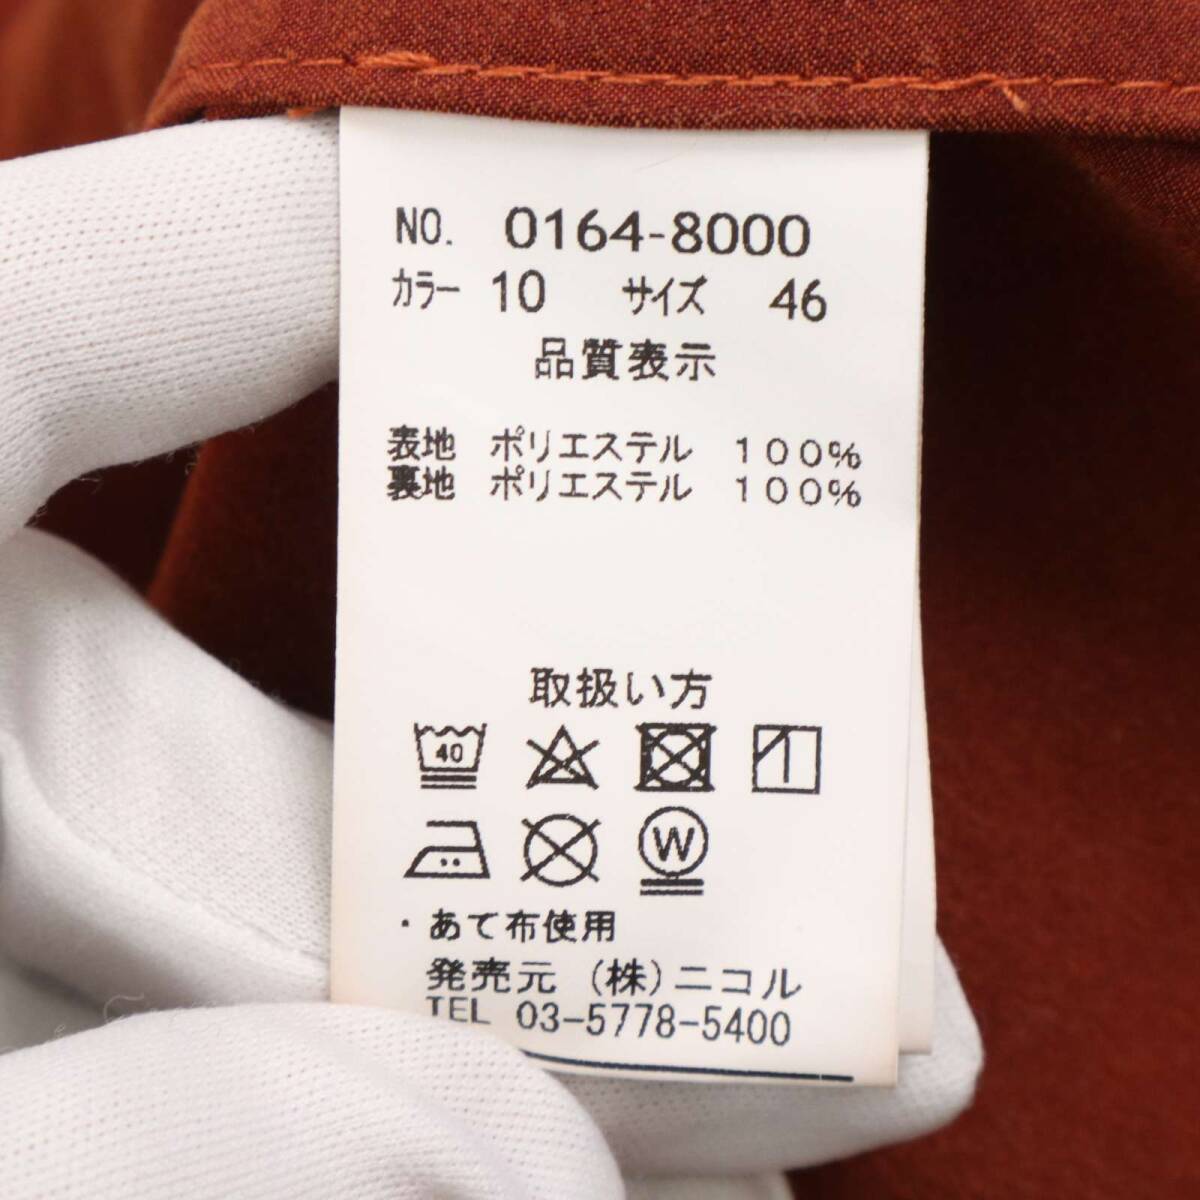 NO. 0164-8000
カラー 10 サイズ 46
品質表示
表地 ポリエステル 100%
裏地 ポリエステル 100%
取扱い方
40
W
・あて布使用
発売元 (株)ニコル
TEL 03-5778-5400